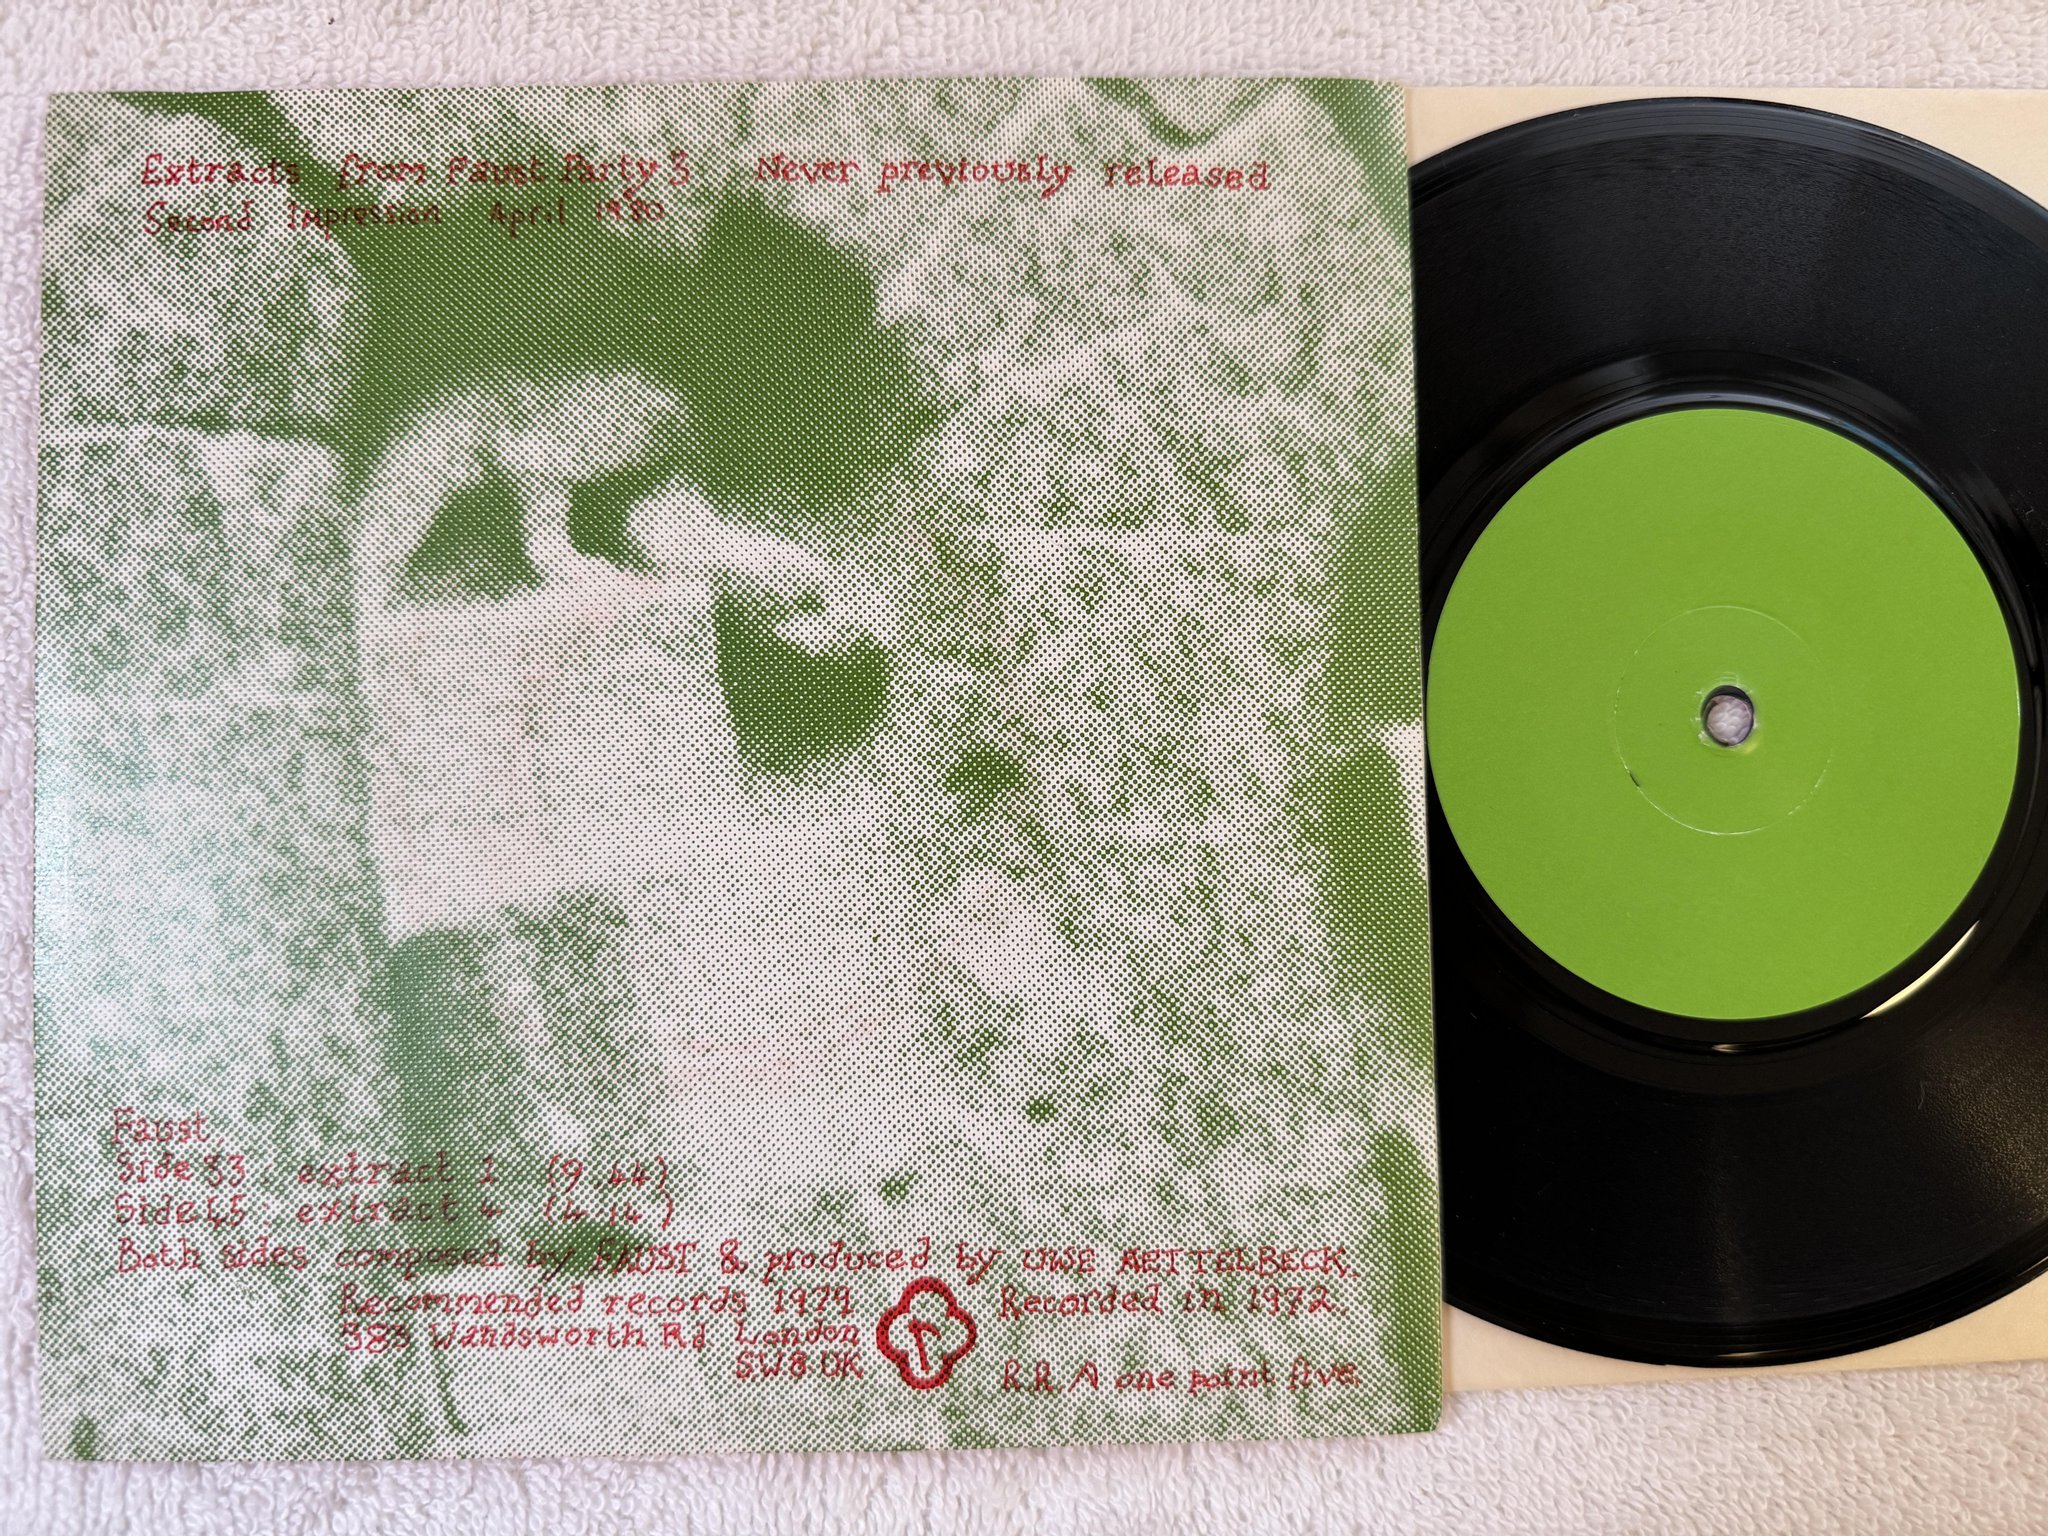 Extracts from Faust Party 3 Never previously released
Second Impression April 1980
Faust.
Side 33 : extract 1 (9.44)
Side 45 : extract 4 (4.14)
Both sides composed by FAUST & produced by UWE NETTELBECK.
Recommended records 1979 Recorded in 1972.
583 Wandsworth Rd London
SW8 UK
R.R. A one point five.